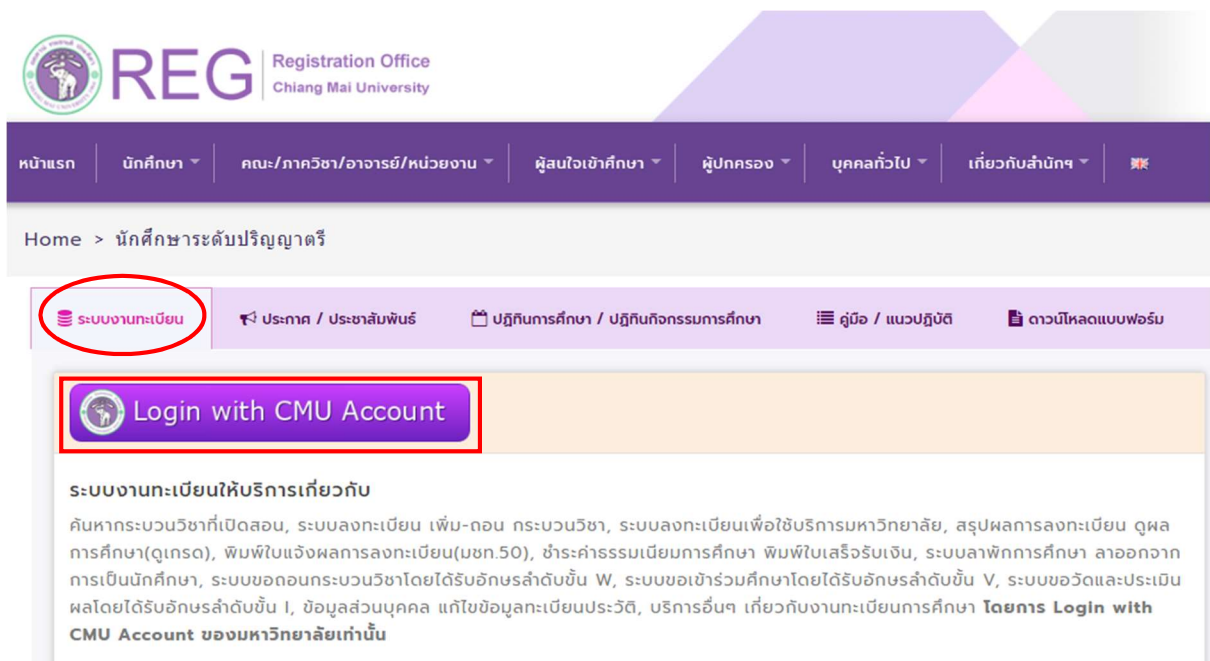 REG
Registration Office
Chiang Mai University
หน้าแรก นักศึกษา คณะ/ภาควิชา/อาจารย์/หน่วยงาน ผู้สนใจเข้าศึกษา ผู้ปกครอง บุคคลทั่วไป เกี่ยวกับสำนักฯ
Home > นักศึกษาระดับปริญญาตรี
ระบบงานทะเบียน ประกาศ / ประชาสัมพันธ์ ปฏิทินการศึกษา / ปฏิทินกิจกรรมการศึกษา คู่มือ / แนวปฏิบัติ ดาวน์โหลดแบบฟอร์ม
Login with CMU Account
ระบบงานทะเบียนให้บริการเกี่ยวกับ
ค้นหากระบวนวิชาที่เปิดสอน, ระบบลงทะเบียน เพิ่ม-ถอน กระบวนวิชา, ระบบลงทะเบียนเพื่อใช้บริการมหาวิทยาลัย, สรุปผลการลงทะเบียน ดูผล
การศึกษา(ดูเกรด), พิมพ์ใบแจ้งผลการลงทะเบียน(มชท.50), ชำระค่าธรรมเนียมการศึกษา พิมพ์ใบเสร็จรับเงิน, ระบบลาพักการศึกษา ลาออกจาก
การเป็นนักศึกษา, ระบบขอถอนกระบวนวิชาโดยได้รับอักษรลำดับขั้น W, ระบบขอเข้าร่วมศึกษาโดยได้รับอักษรลำดับขั้น V, ระบบขอวัดและประเมิน
ผลโดยได้รับอักษรลำดับขั้น I, ข้อมูลส่วนบุคคล แก้ไขข้อมูลทะเบียนประวัติ, บริการอื่นๆ เกี่ยวกับงานทะเบียนการศึกษา โดยการ Login with
CMU Account ของมหาวิทยาลัยเท่านั้น